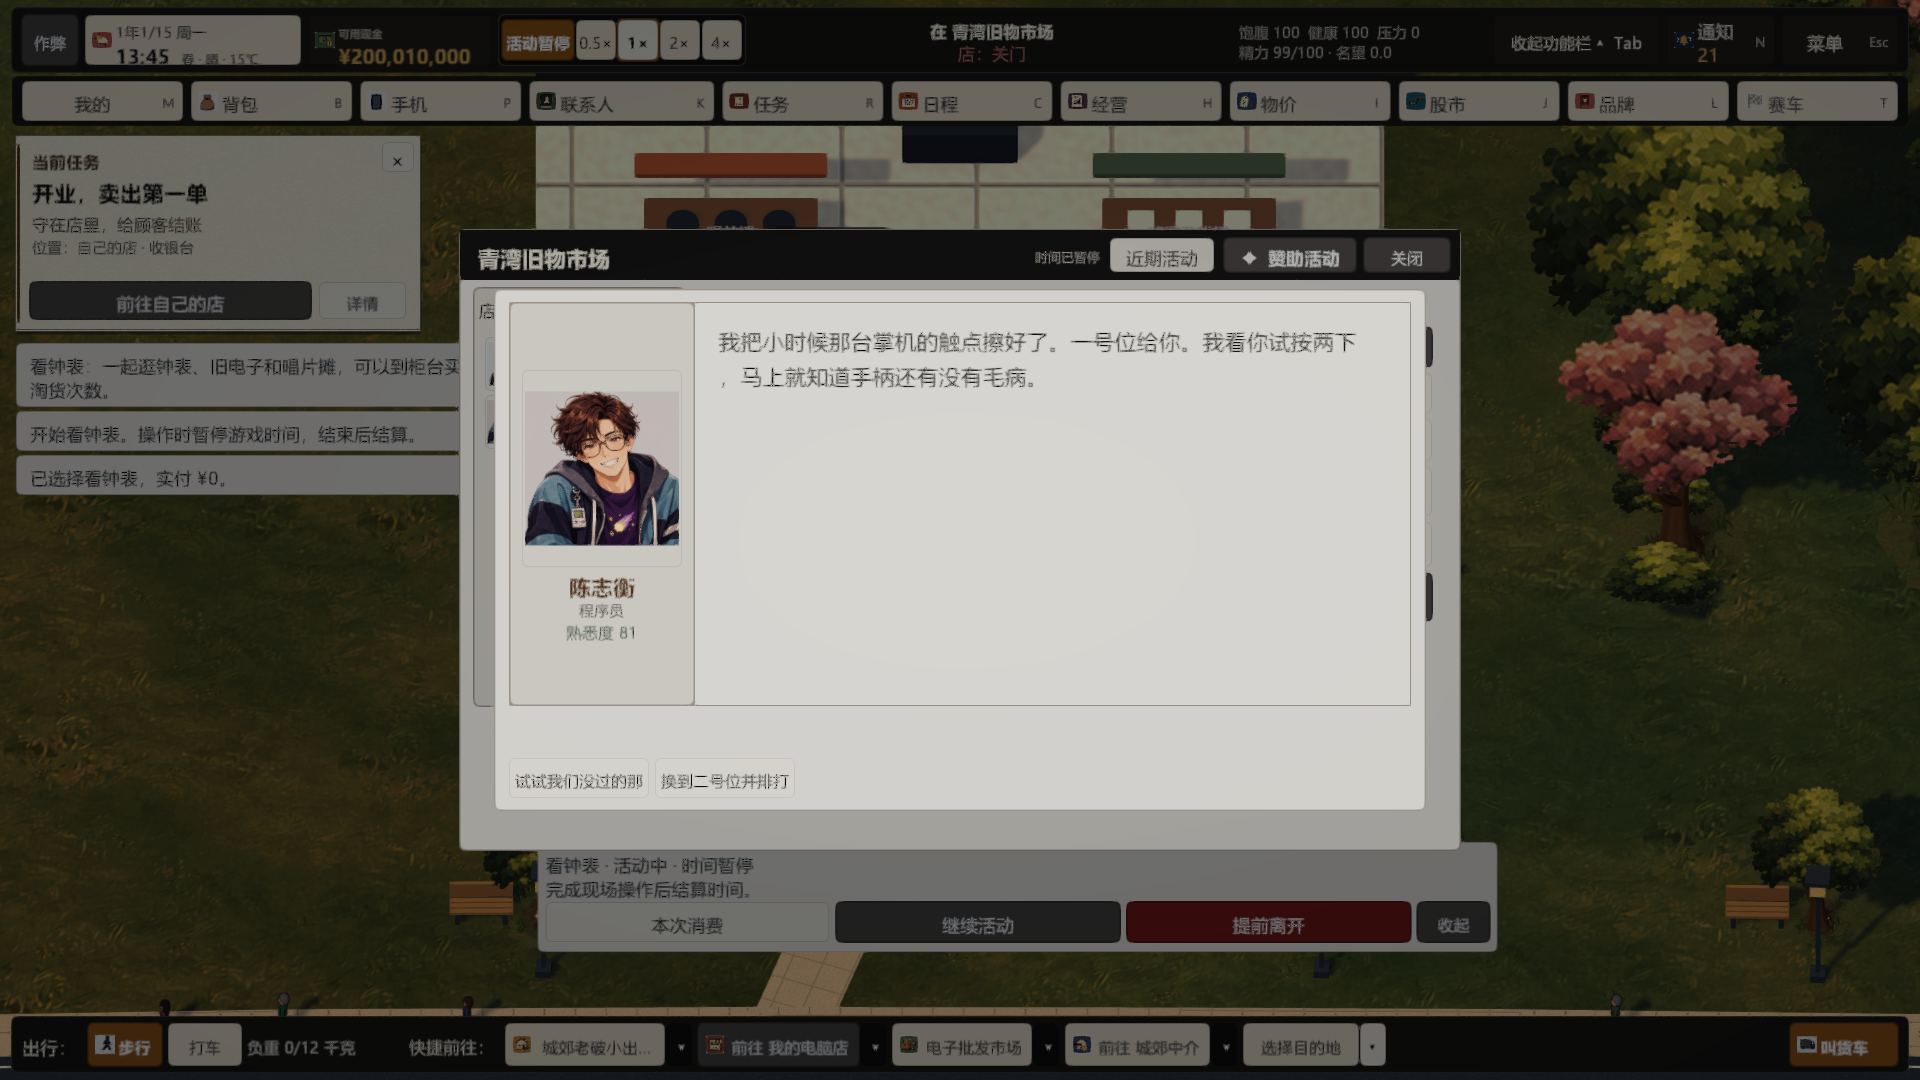 作弊
1年1/15 周一
13:45 春 · 晴 · 15℃
可用现金
¥200,010,000
活动暂停
0.5×
1×
2×
4×
在 青湾旧物市场
店：关门
饱腹 100 健康 100 压力 0
精力 99/100 · 名望 0.0
收起功能栏 ▴ Tab
通知
21
N
菜单
Esc
我的 M
背包 B
手机 P
联系人 K
任务 R
日程 C
经营 H
物价 I
股市 J
品牌 L
赛车 T
当前任务
×
开业，卖出第一单
守在店里，给顾客结账
位置：自己的店 · 收银台
前往自己的店
详情
看钟表：一起逛钟表、旧电子和唱片摊，可以到柜台买
淘货次数。
开始看钟表。操作时暂停游戏时间，结束后结算。
已选择看钟表，实付 ¥0。
青湾旧物市场
时间已暂停
近期活动
◆ 赞助活动
关闭
店
我把小时候那台掌机的触点擦好了。一号位给你。我看你试按两下
，马上就知道手柄还有没有毛病。
陈志衡
程序员
熟悉度 81
试试我们没过的那
换到二号位并排打
看钟表 · 活动中 · 时间暂停
完成现场操作后结算时间。
本次消费
继续活动
提前离开
收起
出行：
步行
打车
负重 0/12 千克
快捷前往：
城郊老破小出...
前往 我的电脑店
电子批发市场
前往 城郊中介
选择目的地
叫货车